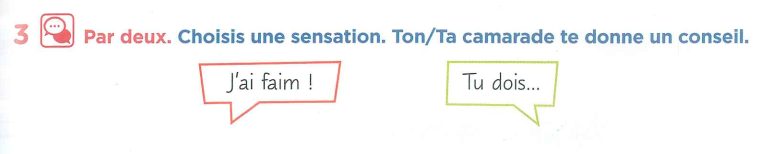 3 Par deux. Choisis une sensation. Ton/Ta camarade te donne un conseil.
J'ai faim ! Tu dois...